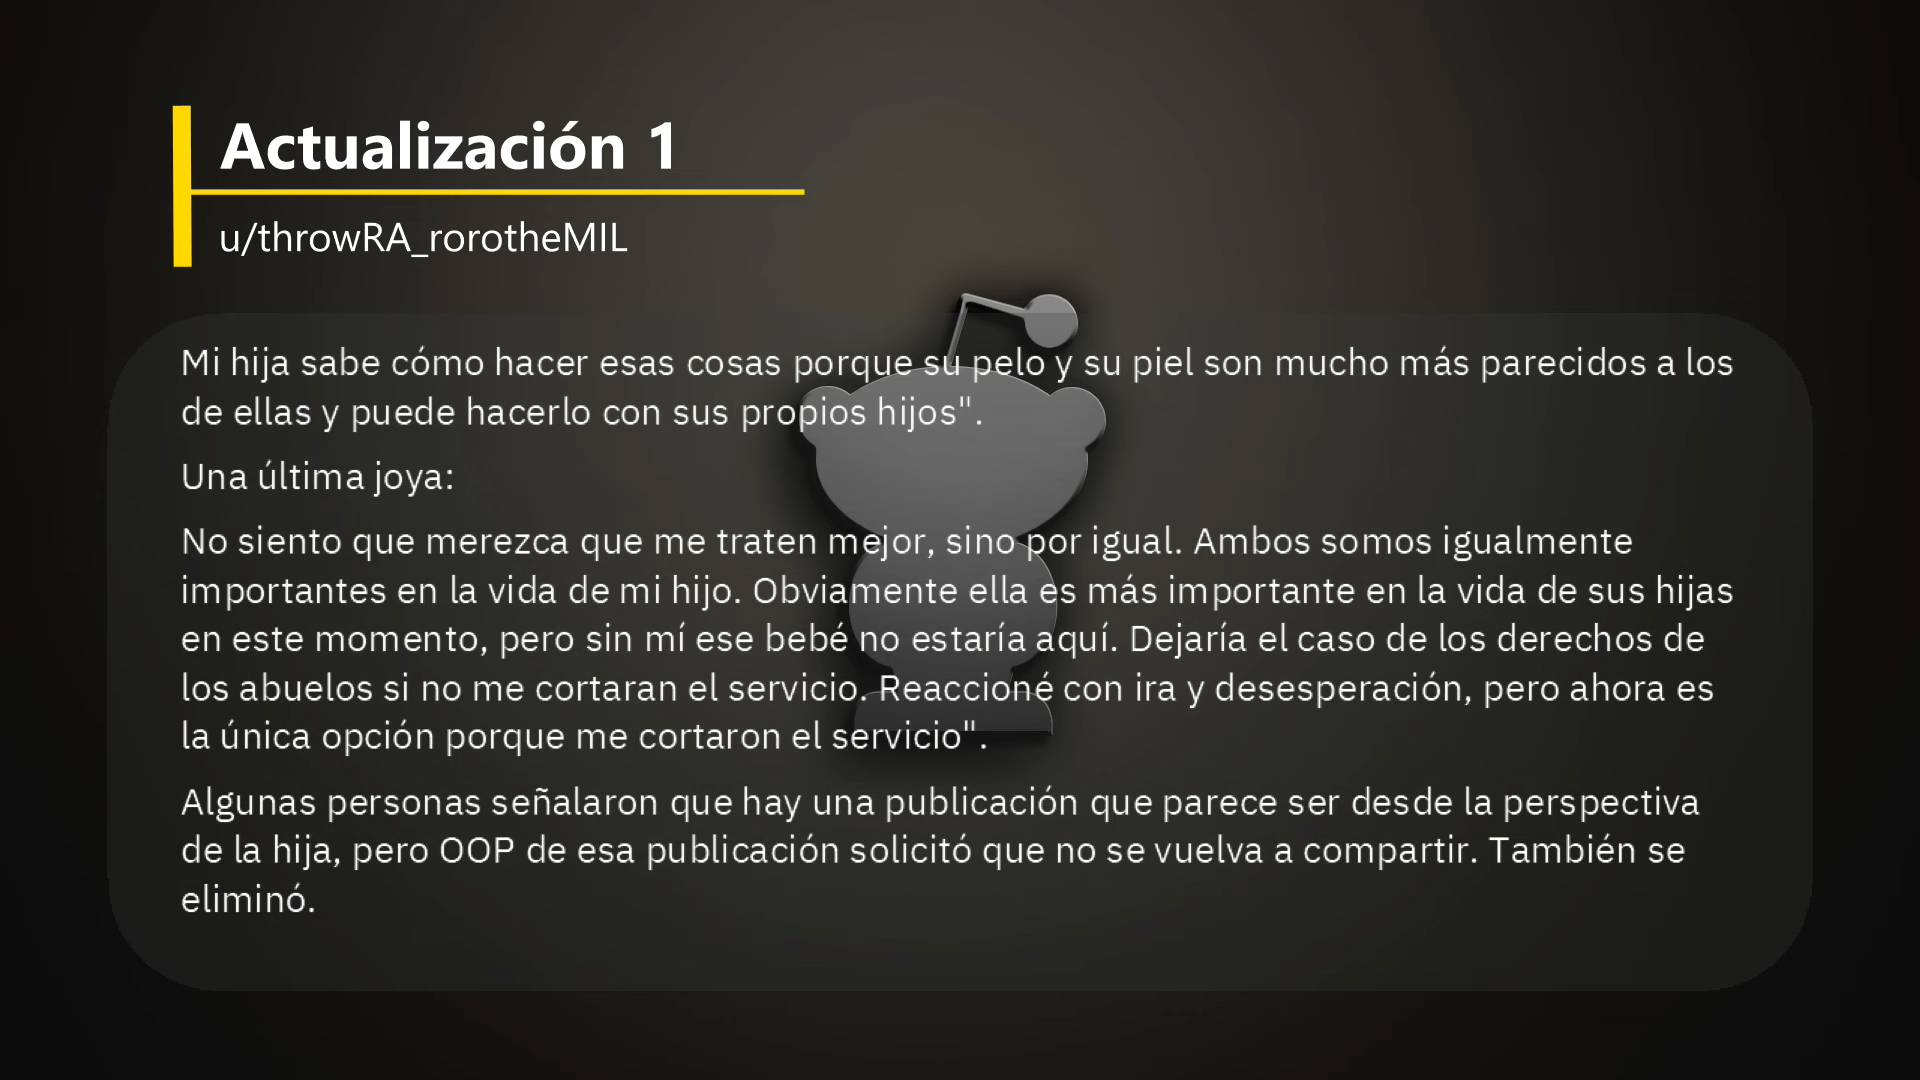 Actualización 1
u/throwRA_rorotheMIL
Mi hija sabe cómo hacer esas cosas porque su pelo y su piel son mucho más parecidos a los
de ellas y puede hacerlo con sus propios hijos".
Una última joya:
No siento que merezca que me traten mejor, sino por igual. Ambos somos igualmente
importantes en la vida de mi hijo. Obviamente ella es más importante en la vida de sus hijas
en este momento, pero sin mí ese bebé no estaría aquí. Dejaría el caso de los derechos de
los abuelos si no me cortaran el servicio. Reaccioné con ira y desesperación, pero ahora es
la única opción porque me cortaron el servicio".
Algunas personas señalaron que hay una publicación que parece ser desde la perspectiva
de la hija, pero OOP de esa publicación solicitó que no se vuelva a compartir. También se
eliminó.